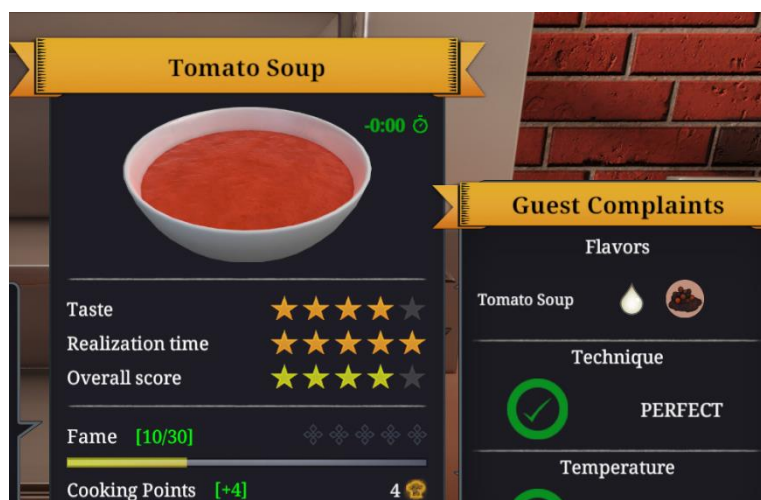 Tomato Soup
-0:00
Taste
Realization time
Overall score
Fame [10/30]
Cooking Points [+4] 4
Guest Complaints
Flavors
Tomato Soup
Technique
PERFECT
Temperature